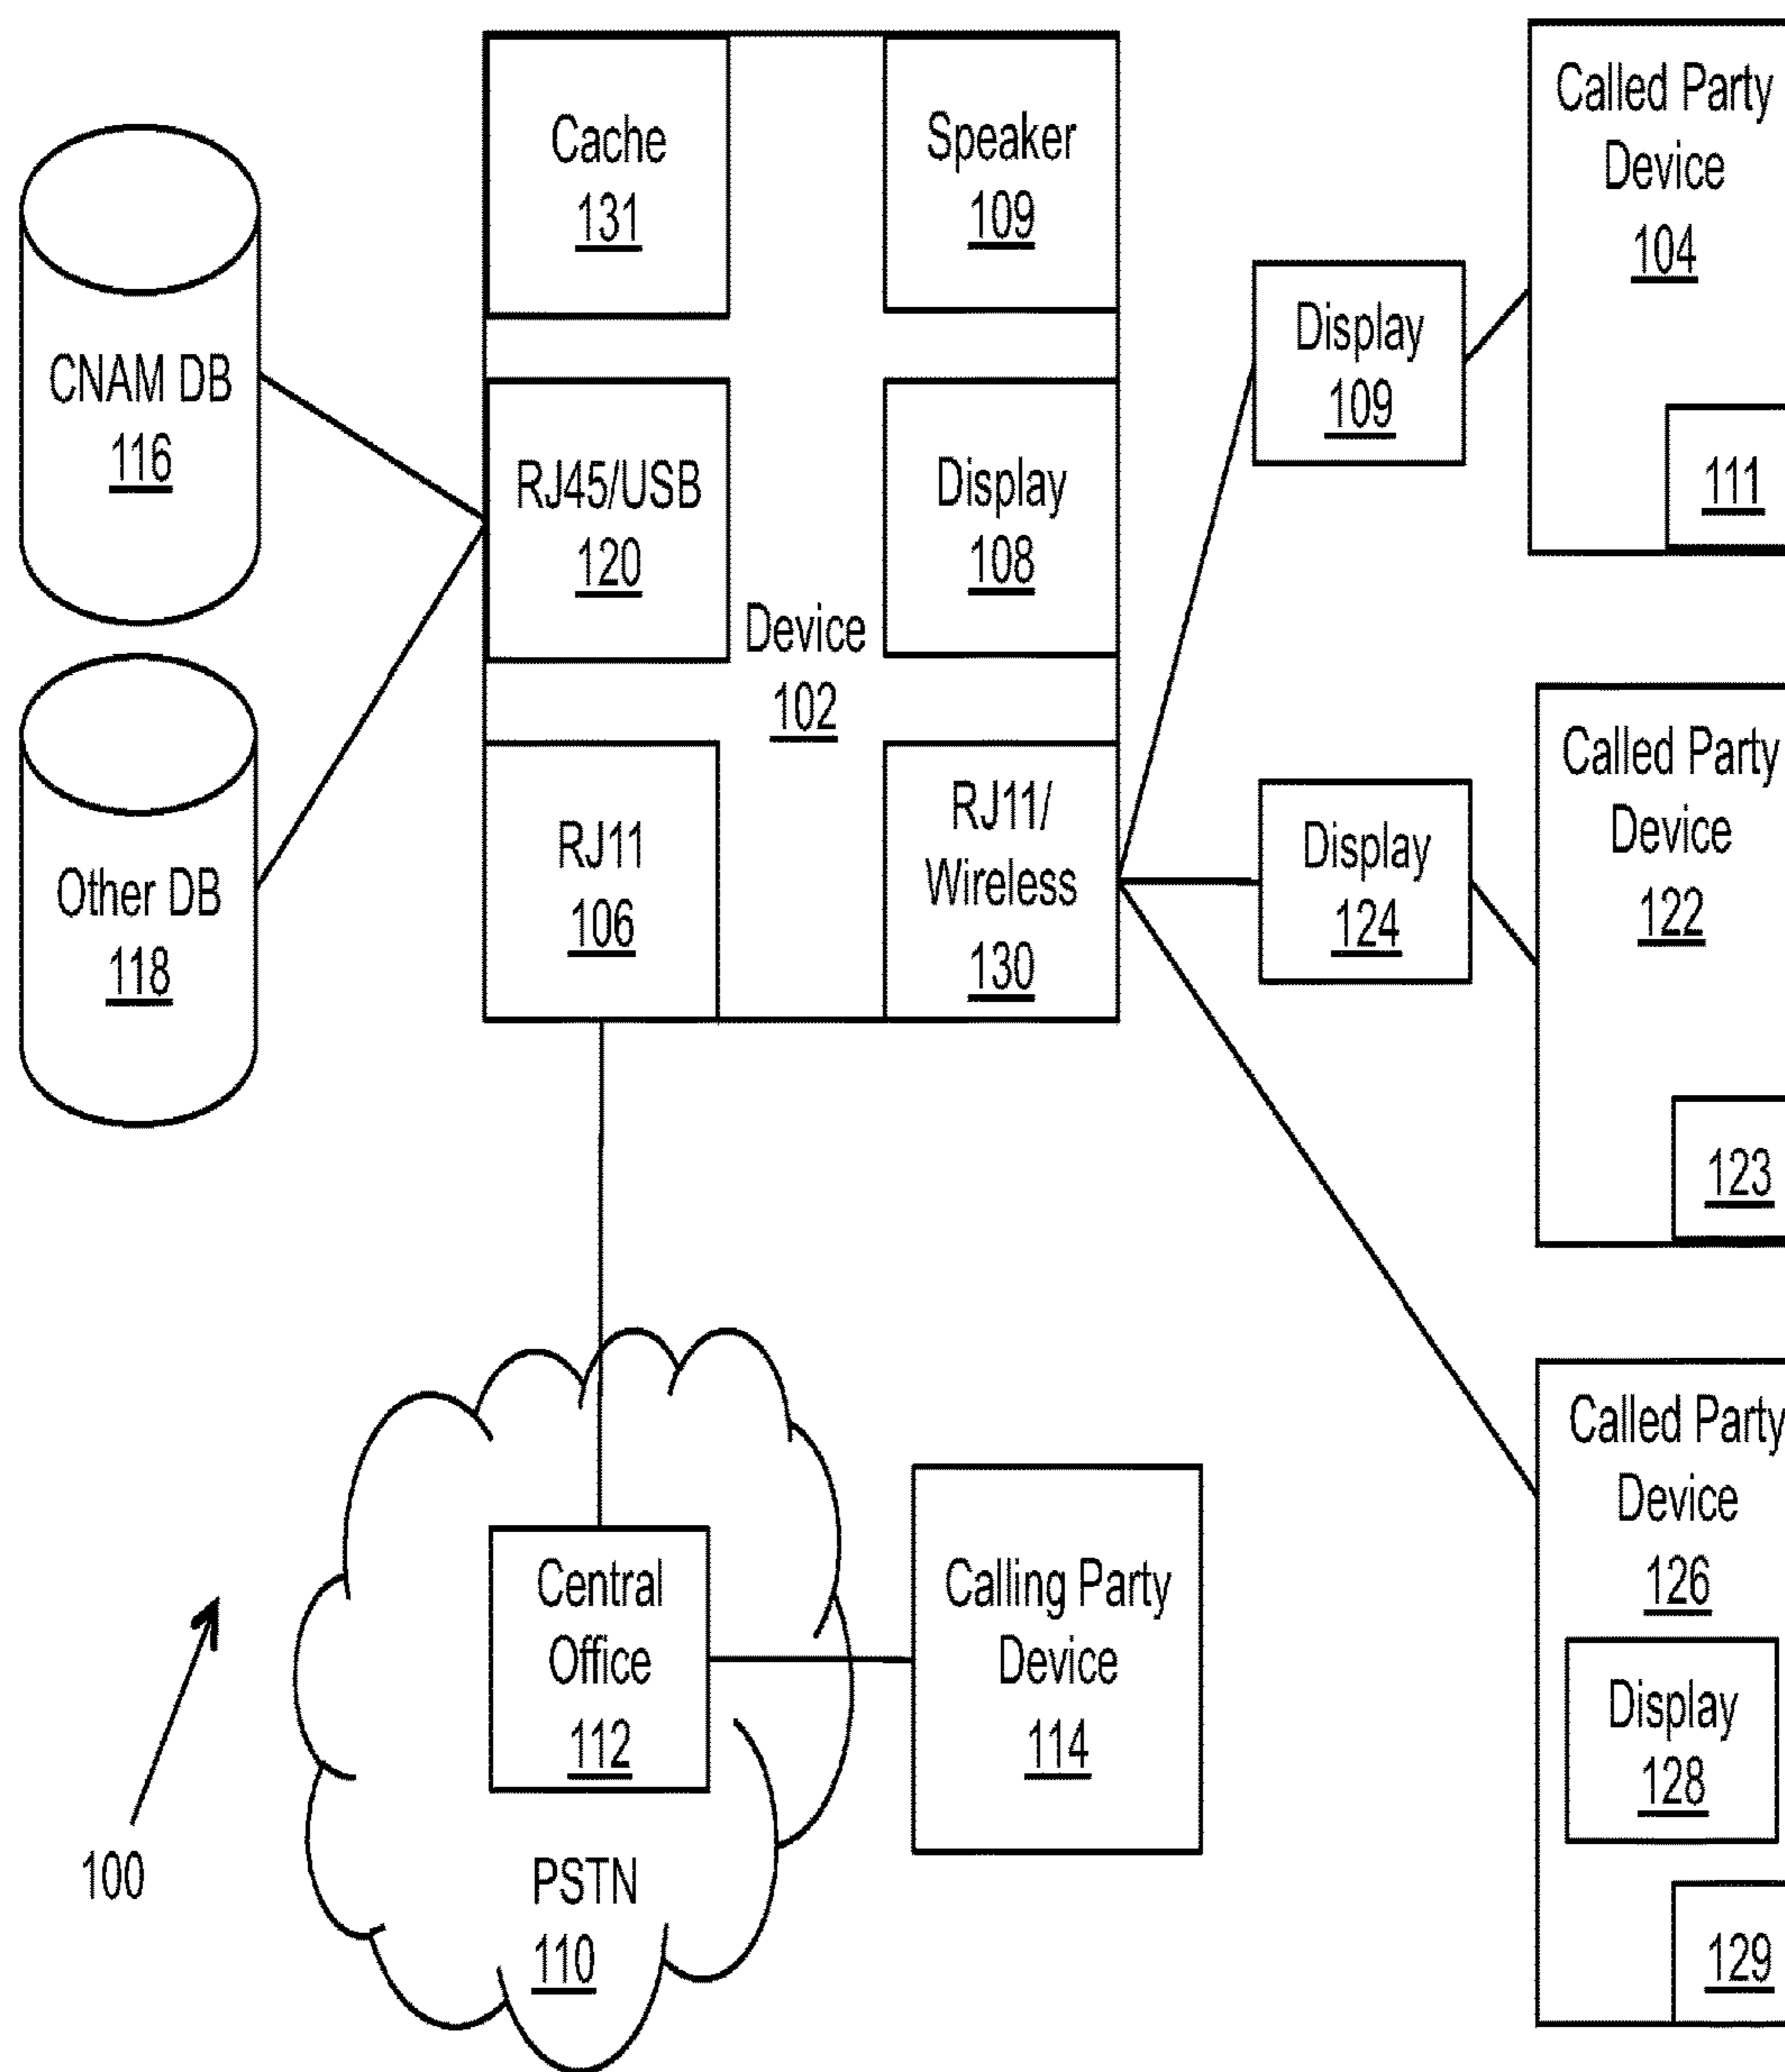 Cache
131
Speaker
109
Called Party
Device
104
111
CNAM DB
116
RJ45/USB
120
Display
108
Display
109
Device
102
Other DB
118
RJ11
106
RJ11/
Wireless
130
Display
124
Called Party
Device
122
123
Central
Office
112
PSTN
110
Calling Party
Device
114
Called Party
Device
126
Display
128
129
100